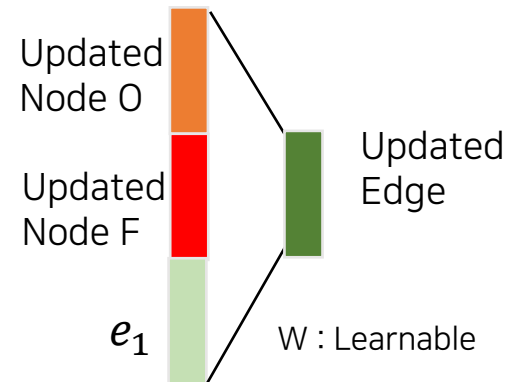 Updated
Node O
Updated
Node F
Updated
Edge
e₁
W : Learnable